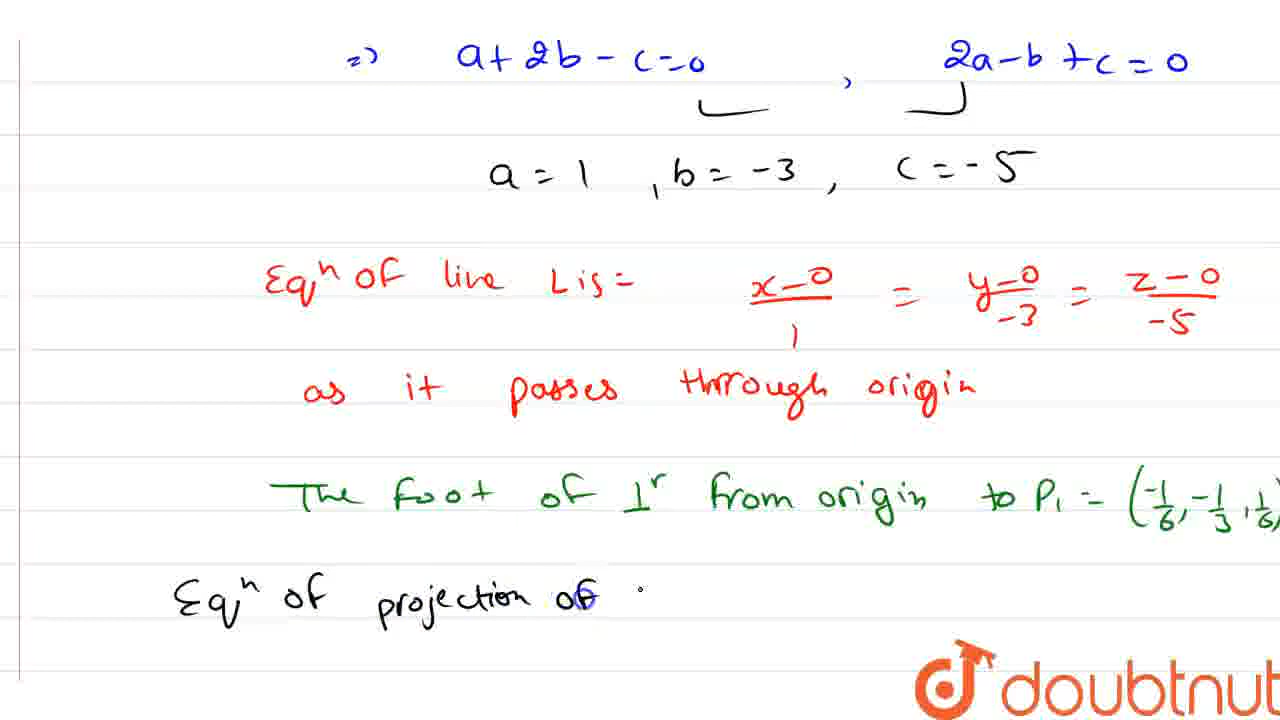 => a+2b-c=0 , 2a-b+c=0
a=1 , b=-3 , c=-5
Eqⁿ of line L is = x-0/1 = y-0/-3 = z-0/-5
as it passes through origin
The foot of ⊥ʳ from origin to P₁ = (-1/6, -1/3, 1/6)
Eqⁿ of projection of
doubtnut